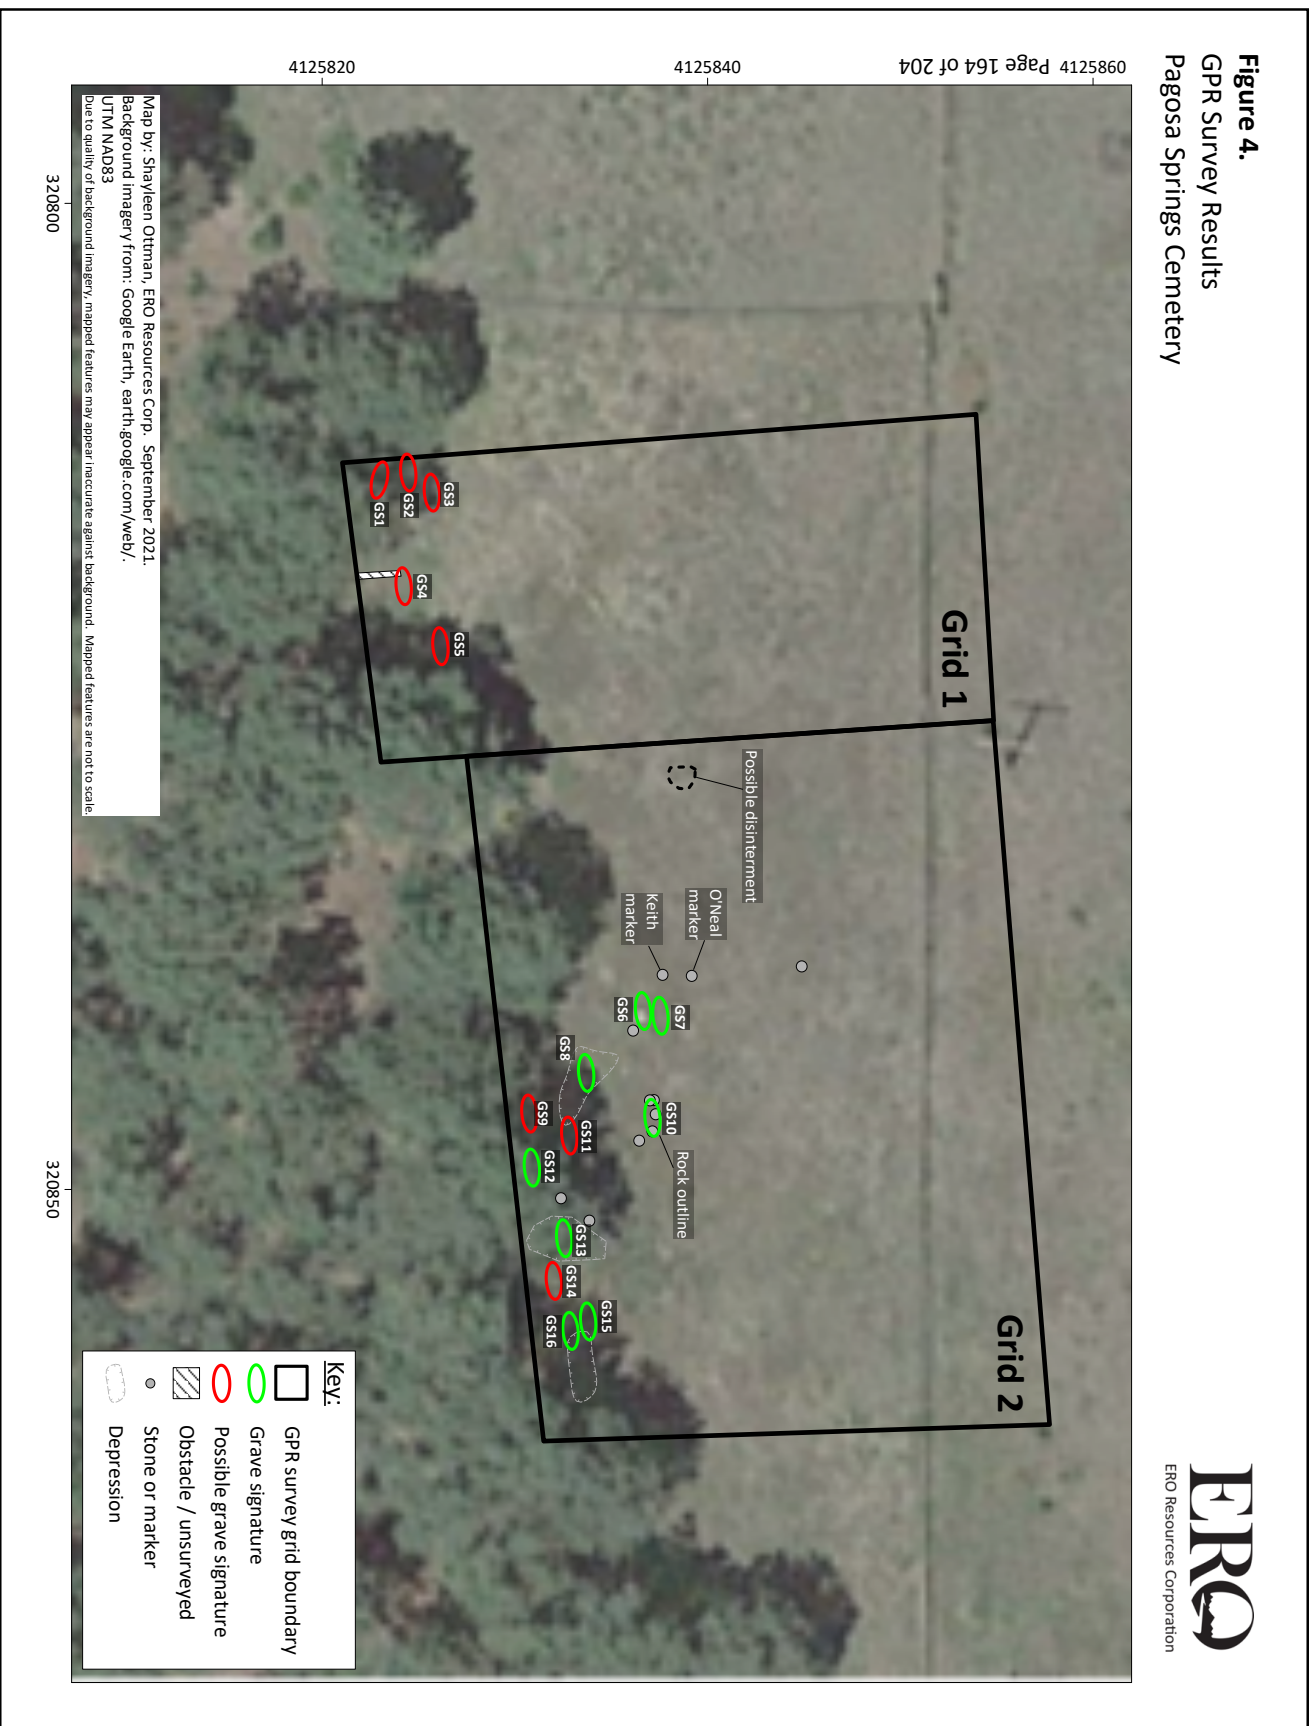 Figure 4.
GPR Survey Results
Pagosa Springs Cemetery
ERO
ERO Resources Corporation
Page 164 of 204
4125860
4125840
4125820
320800
320850
Grid 1
Grid 2
Possible disinterment
O'Neal
marker
Keith
marker
Rock outline
GS1
GS2
GS3
GS4
GS5
GS6
GS7
GS8
GS9
GS10
GS11
GS12
GS13
GS14
GS15
GS16
Map by: Shayleen Ottman, ERO Resources Corp. September 2021.
Background imagery from: Google Earth, earth.google.com/web/.
UTM NAD83
Due to quality of background imagery, mapped features may appear inaccurate against background. Mapped features are not to scale.
Key:
GPR survey grid boundary
Grave signature
Possible grave signature
Obstacle / unsurveyed
Stone or marker
Depression